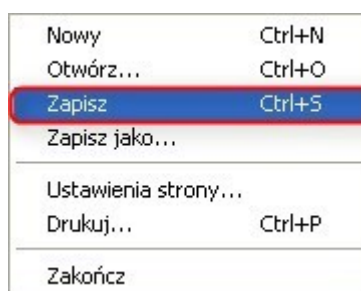 Nowy Ctrl+N
Otwórz... Ctrl+O
Zapisz Ctrl+S
Zapisz jako...
Ustawienia strony...
Drukuj... Ctrl+P
Zakończ